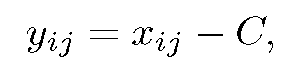 y_{ij} = x_{ij} − C,